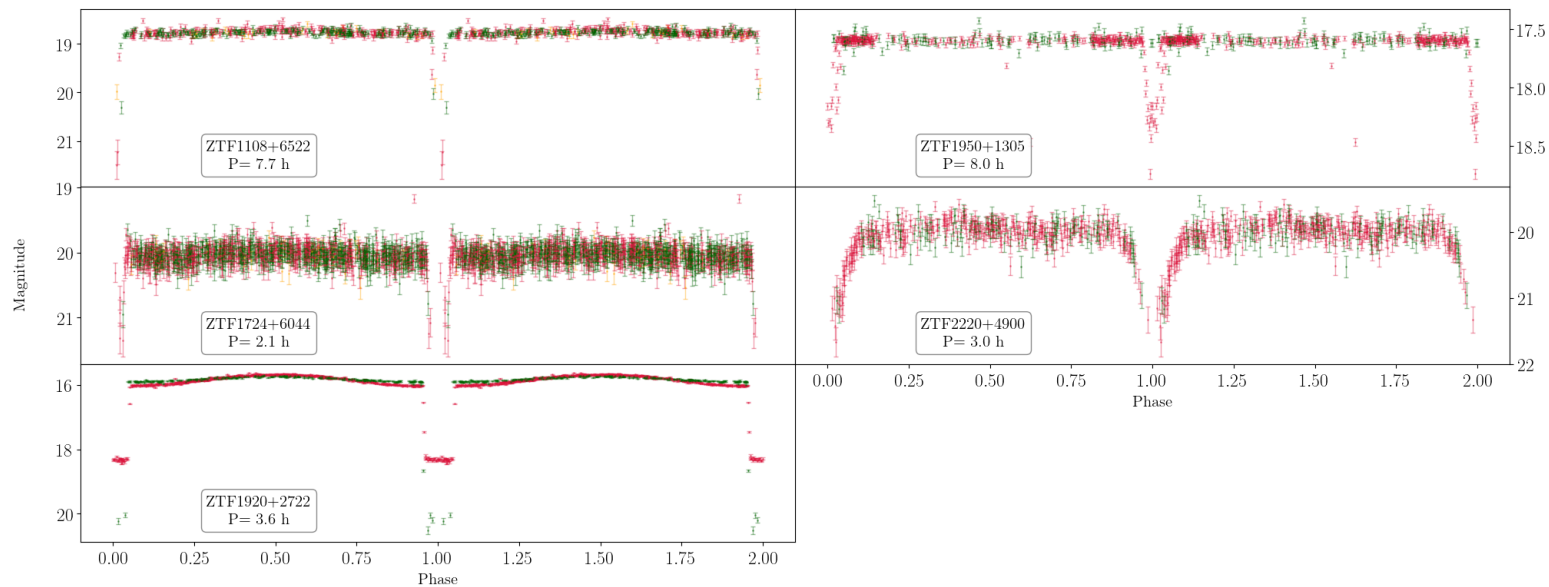 19
20
21
ZTF1108+6522
P= 7.7 h
17.5
18.0
18.5
ZTF1950+1305
P= 8.0 h
Magnitude
19
20
21
ZTF1724+6044
P= 2.1 h
20
21
22
ZTF2220+4900
P= 3.0 h
0.00 0.25 0.50 0.75 1.00 1.25 1.50 1.75 2.00
Phase
16
18
20
ZTF1920+2722
P= 3.6 h
0.00 0.25 0.50 0.75 1.00 1.25 1.50 1.75 2.00
Phase